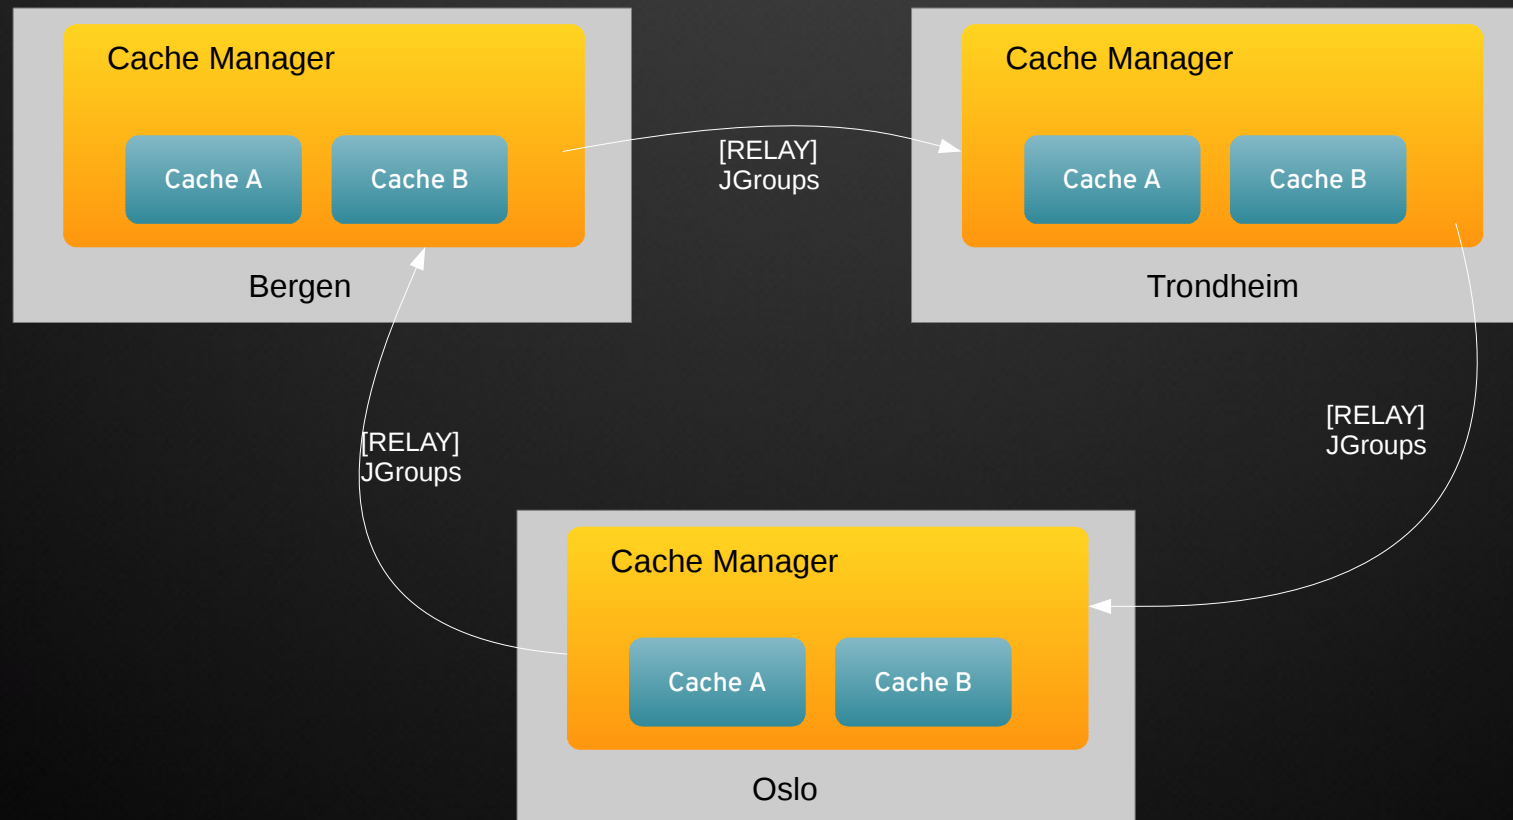 Cache Manager
Cache A
Cache B
Bergen
[RELAY]
JGroups
Cache Manager
Cache A
Cache B
Trondheim
[RELAY]
JGroups
[RELAY]
JGroups
Cache Manager
Cache A
Cache B
Oslo